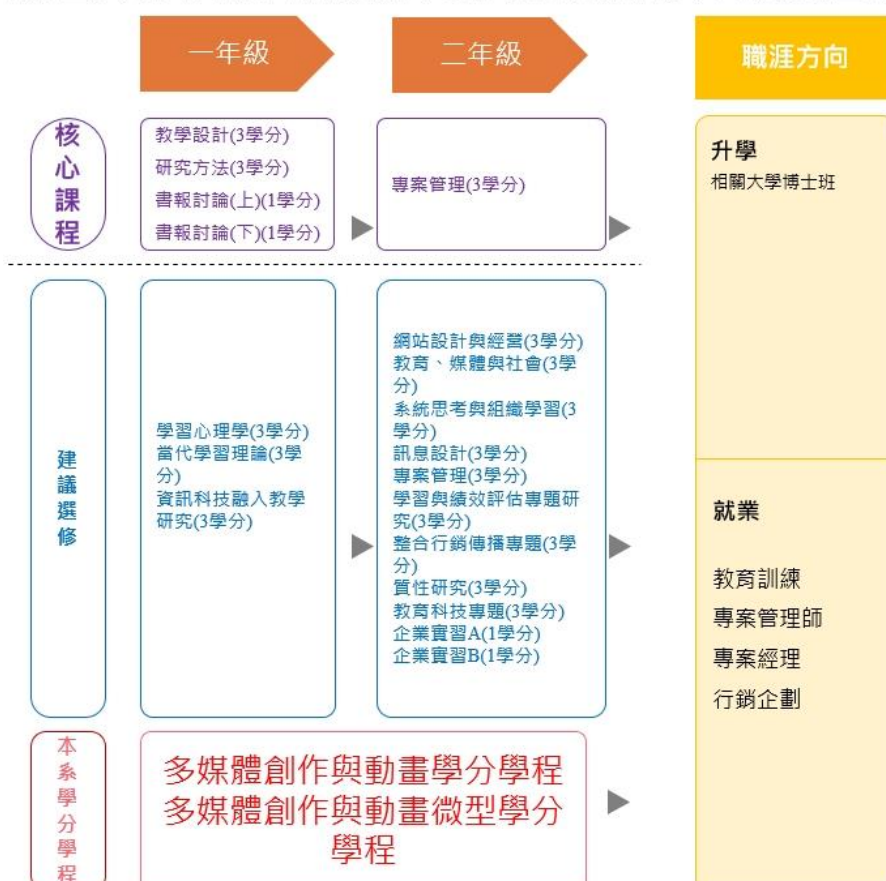 一年級
二年級
職涯方向
核
心
課
程
教學設計(3學分)
研究方法(3學分)
書報討論(上)(1學分)
書報討論(下)(1學分)
專案管理(3學分)
升學
相關大學博士班
建
議
選
修
學習心理學(3學分)
當代學習理論(3學
分)
資訊科技融入教學
研究(3學分)
網站設計與經營(3學分)
教育、媒體與社會(3學
分)
系統思考與組織學習(3
學分)
訊息設計(3學分)
專案管理(3學分)
學習與績效評估專題研
究(3學分)
整合行銷傳播專題(3學
分)
質性研究(3學分)
教育科技專題(3學分)
企業實習A(1學分)
企業實習B(1學分)
就業
教育訓練
專案管理師
專案經理
行銷企劃
本
系
學
分
學
程
多媒體創作與動畫學分學程
多媒體創作與動畫微型學分
學程